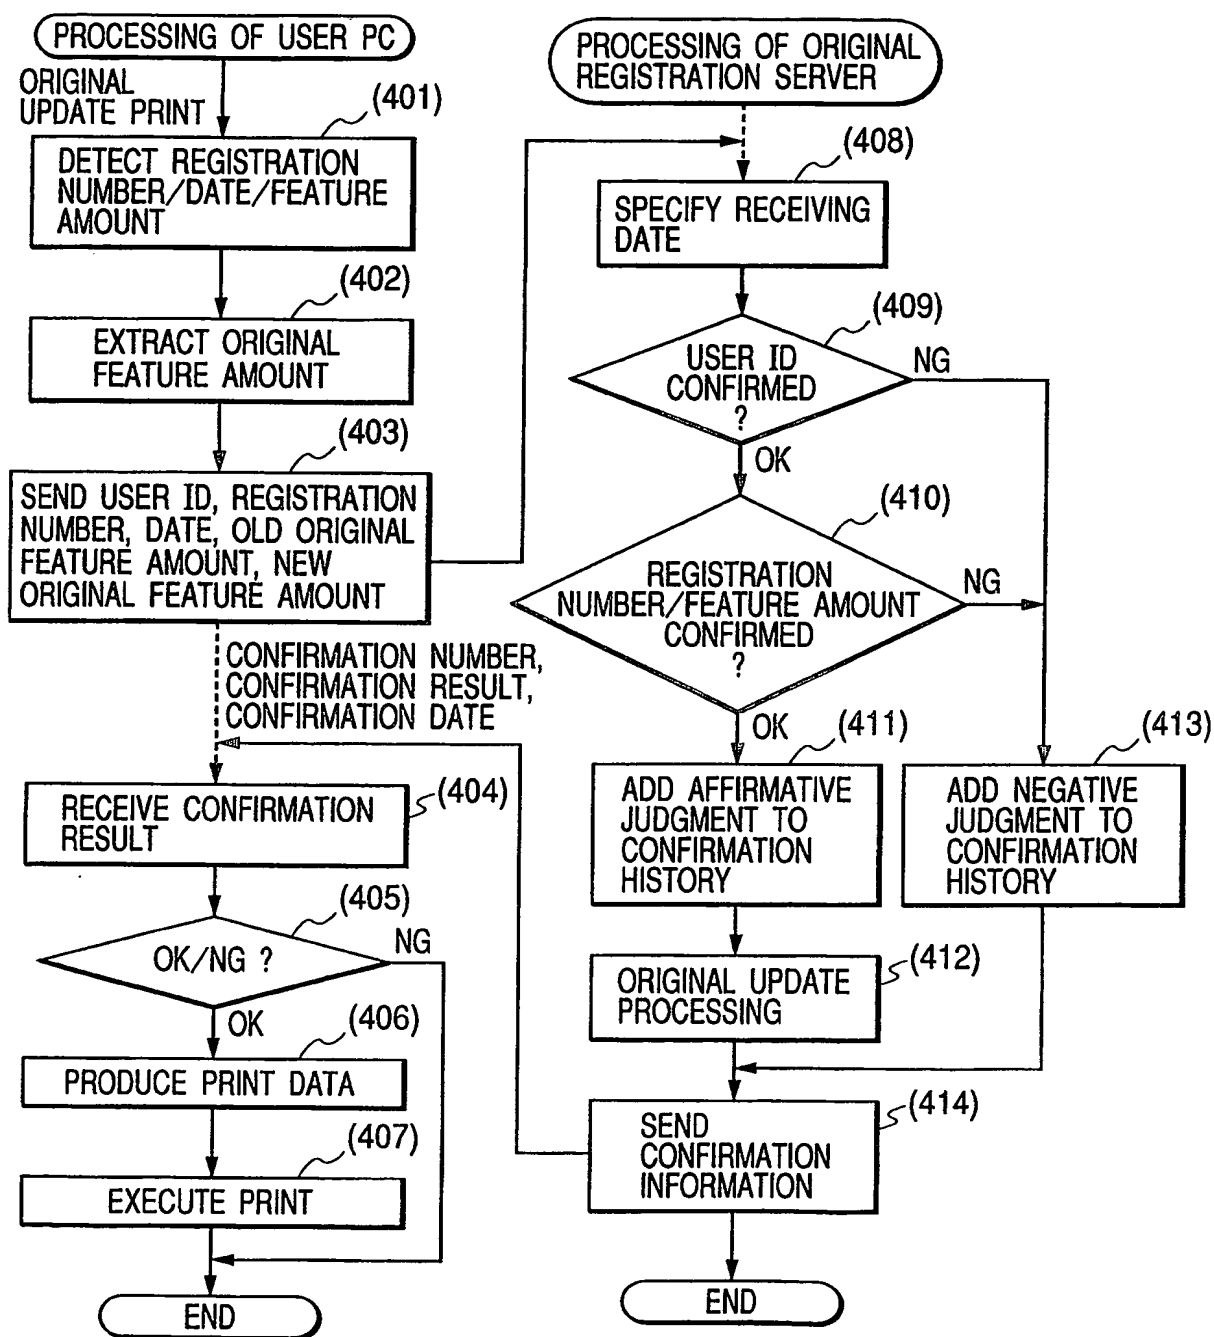 PROCESSING OF USER PC
ORIGINAL
UPDATE PRINT
(401)
DETECT REGISTRATION
NUMBER/DATE/FEATURE
AMOUNT
(402)
EXTRACT ORIGINAL
FEATURE AMOUNT
(403)
SEND USER ID, REGISTRATION
NUMBER, DATE, OLD ORIGINAL
FEATURE AMOUNT, NEW
ORIGINAL FEATURE AMOUNT
CONFIRMATION NUMBER,
CONFIRMATION RESULT,
CONFIRMATION DATE
RECEIVE CONFIRMATION
RESULT
(404)
(405)
OK/NG ?
NG
OK
(406)
PRODUCE PRINT DATA
(407)
EXECUTE PRINT
END
PROCESSING OF ORIGINAL
REGISTRATION SERVER
(408)
SPECIFY RECEIVING
DATE
(409)
USER ID
CONFIRMED
?
NG
OK
(410)
REGISTRATION
NUMBER/FEATURE AMOUNT
CONFIRMED
?
NG
OK
(411)
ADD AFFIRMATIVE
JUDGMENT TO
CONFIRMATION
HISTORY
(413)
ADD NEGATIVE
JUDGMENT TO
CONFIRMATION
HISTORY
(412)
ORIGINAL UPDATE
PROCESSING
(414)
SEND
CONFIRMATION
INFORMATION
END